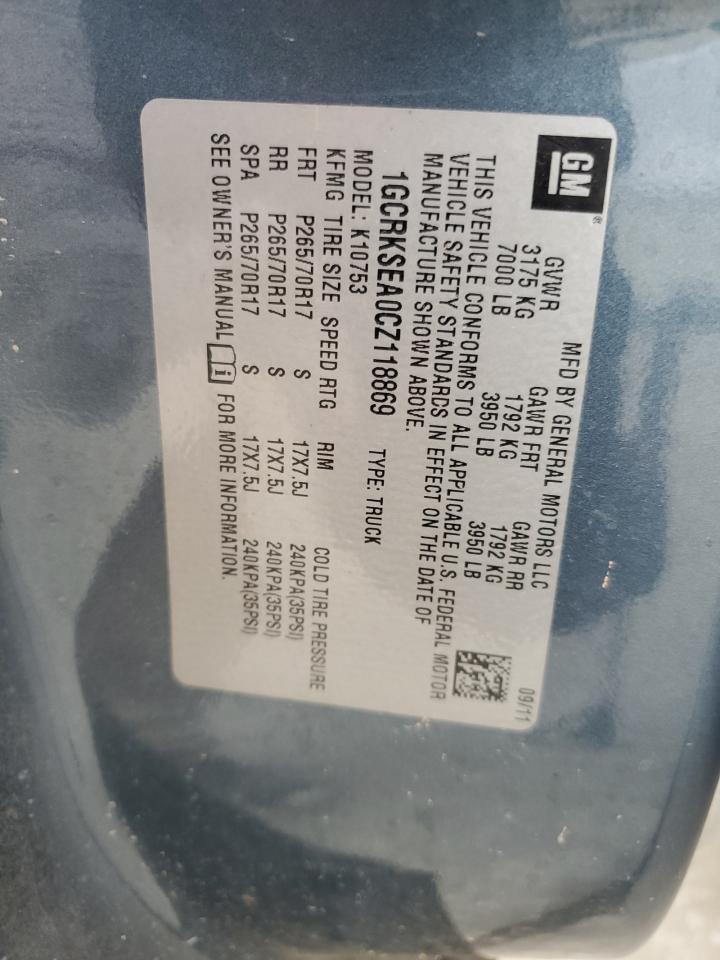 GM®
MFD BY GENERAL MOTORS LLC 09/11
GVWR GAWR FRT GAWR RR
3175 KG 1792 KG 1792 KG
7000 LB 3950 LB 3950 LB
THIS VEHICLE CONFORMS TO ALL APPLICABLE U.S. FEDERAL MOTOR
VEHICLE SAFETY STANDARDS IN EFFECT ON THE DATE OF
MANUFACTURE SHOWN ABOVE.
1GCRKSEA0CZ118869 TYPE: TRUCK
MODEL: K10753
KFMG TIRE SIZE SPEED RTG RIM COLD TIRE PRESSURE
FRT P265/70R17 S 17X7.5J 240KPA(35PSI)
RR P265/70R17 S 17X7.5J 240KPA(35PSI)
SPA P265/70R17 S 17X7.5J 240KPA(35PSI)
SEE OWNER'S MANUAL i FOR MORE INFORMATION.